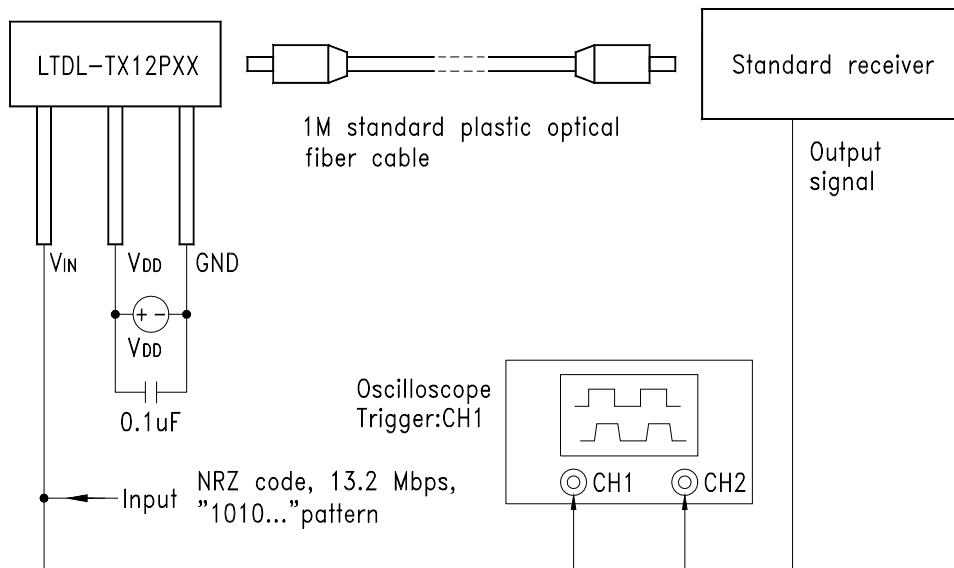 LTDL-TX12PXX
Standard receiver
1M standard plastic optical
fiber cable
Output
signal
VIN
VDD
GND
+ -
VDD
0.1uF
Oscilloscope
Trigger:CH1
CH1
CH2
Input
NRZ code, 13.2 Mbps,
"1010..."pattern